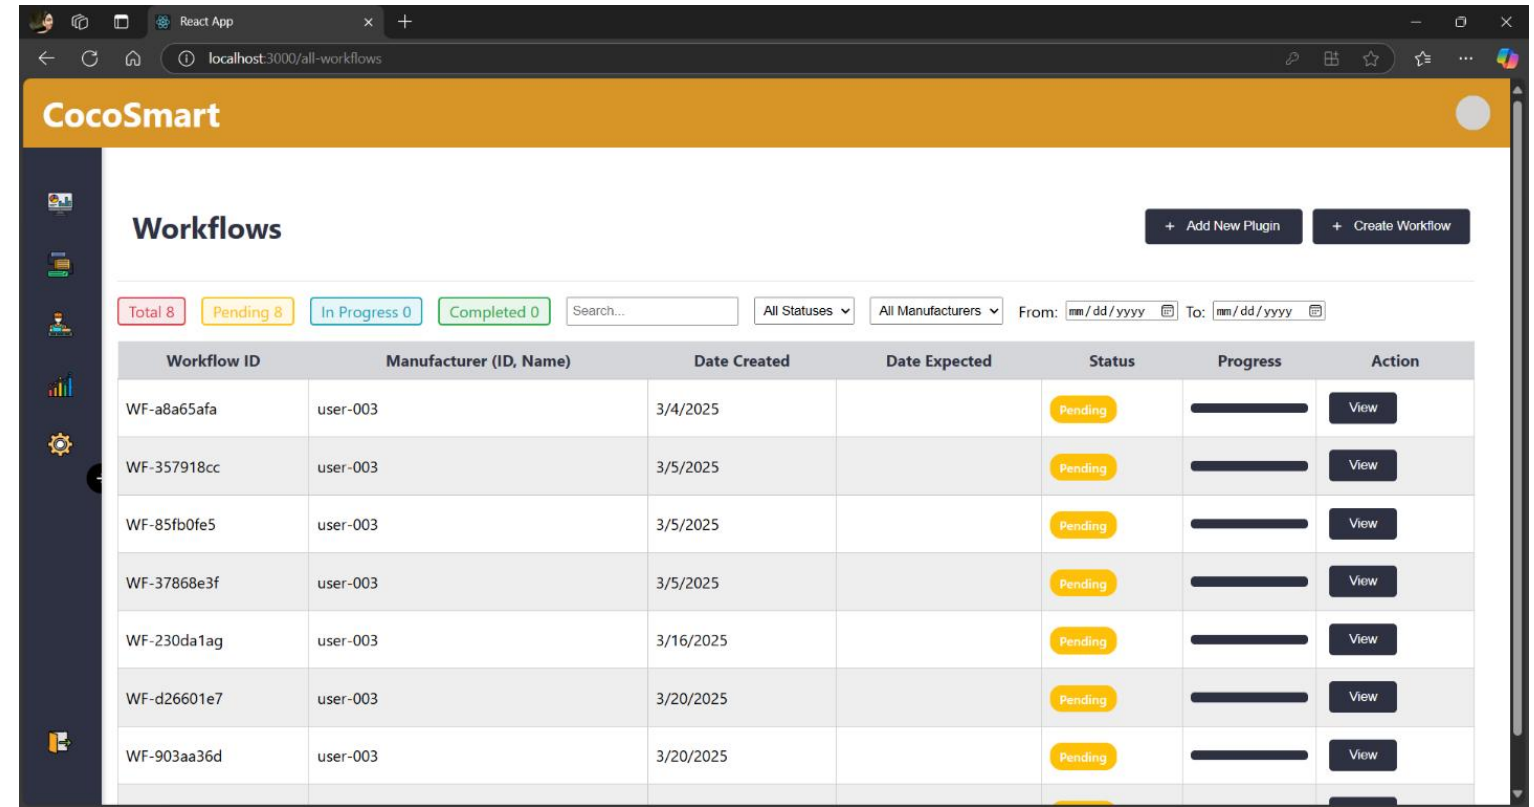 React App
localhost:3000/all-workflows
CocoSmart
Workflows
+ Add New Plugin
+ Create Workflow
Total 8 Pending 8 In Progress 0 Completed 0 Search... All Statuses All Manufacturers From: mm/dd/yyyy To: mm/dd/yyyy
Workflow ID Manufacturer (ID, Name) Date Created Date Expected Status Progress Action
WF-a8a65afa user-003 3/4/2025 Pending View
WF-357918cc user-003 3/5/2025 Pending View
WF-85fb0fe5 user-003 3/5/2025 Pending View
WF-37868e3f user-003 3/5/2025 Pending View
WF-230da1ag user-003 3/16/2025 Pending View
WF-d26601e7 user-003 3/20/2025 Pending View
WF-903aa36d user-003 3/20/2025 Pending View